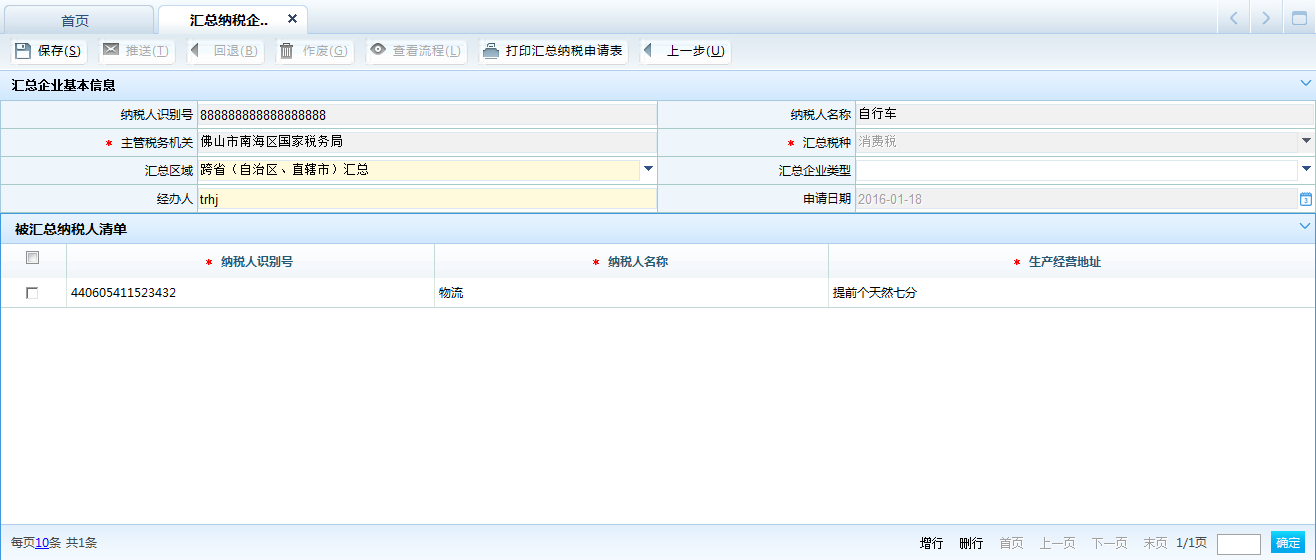 首页 汇总纳税企..
保存(S) 推送(T) 回退(B) 作废(G) 查看流程(L) 打印汇总纳税申请表 上一步(U)
汇总企业基本信息
纳税人识别号 888888888888888888 纳税人名称 自行车
* 主管税务机关 佛山市南海区国家税务局 * 汇总税种 消费税
汇总区域 跨省（自治区、直辖市）汇总 汇总企业类型
经办人 trhj 申请日期 2016-01-18
被汇总纳税人清单
* 纳税人识别号 * 纳税人名称 * 生产经营地址
440605411523432 物流 提前个天然七分
每页10条 共1条 增行 删行 首页 上一页 下一页 末页 1/1页 确定